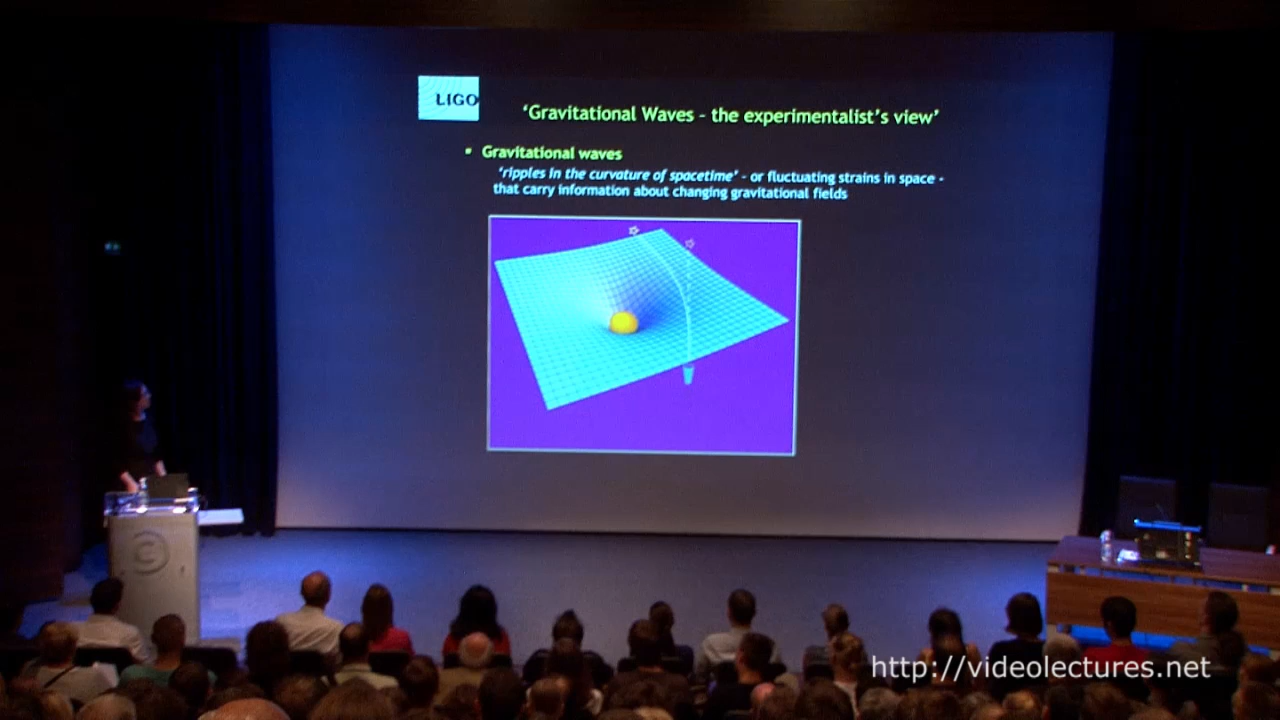 LIGO
‘Gravitational Waves - the experimentalist’s view’
▪ Gravitational waves
‘ripples in the curvature of spacetime’ - or fluctuating strains in space -
that carry information about changing gravitational fields
http://videolectures.net